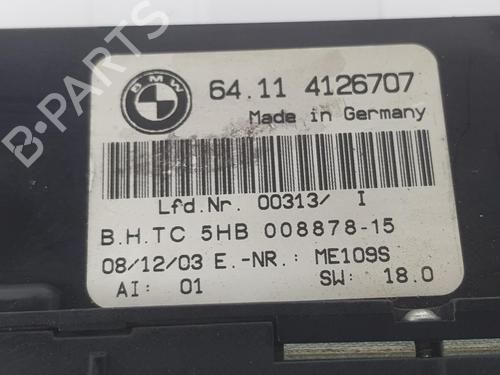 B-PARTS
BMW
64.11 4126707
Made in Germany
Lfd.Nr. 00313/ I
B.H.TC 5HB 008878-15
08/12/03 E.-NR.: ME109S
AI: 01 SW: 18.0